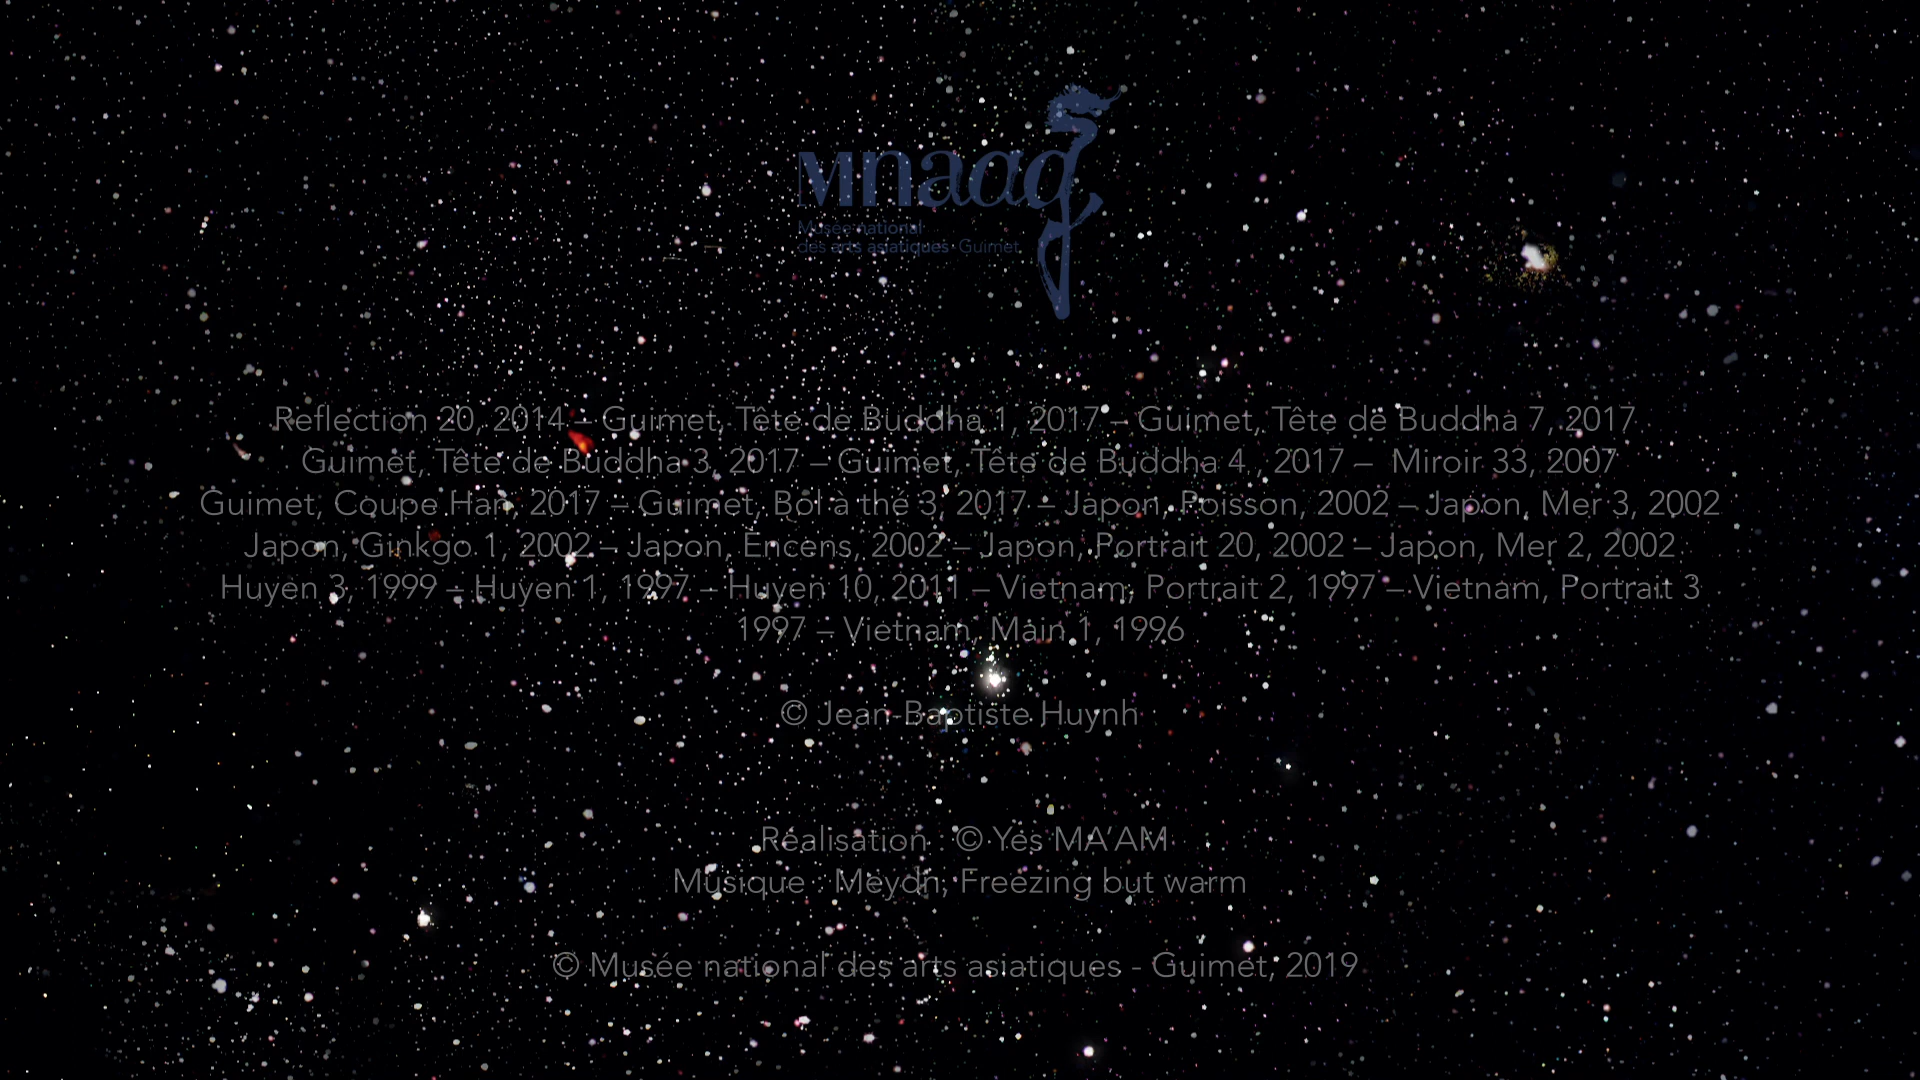 Mnaag
Musée national
des arts asiatiques Guimet
Reflection 20, 2014 – Guimet, Tête de Buddha 1, 2017 – Guimet, Tête de Buddha 7, 2017
Guimet, Tête de Buddha 3, 2017 – Guimet, Tête de Buddha 4 , 2017 – Miroir 33, 2007
Guimet, Coupe Han, 2017 – Guimet, Bol à thé 3, 2017 – Japon, Poisson, 2002 – Japon, Mer 3, 2002
Japon, Ginkgo 1, 2002 – Japon, Encens, 2002 – Japon, Portrait 20, 2002 – Japon, Mer 2, 2002
Huyen 3, 1999 – Huyen 1, 1997 – Huyen 10, 2011 – Vietnam, Portrait 2, 1997 – Vietnam, Portrait 3
1997 – Vietnam, Main 1, 1996
© Jean-Baptiste Huynh
Réalisation : © Yes MA’AM
Musique : Meydn, Freezing but warm
© Musée national des arts asiatiques - Guimet, 2019